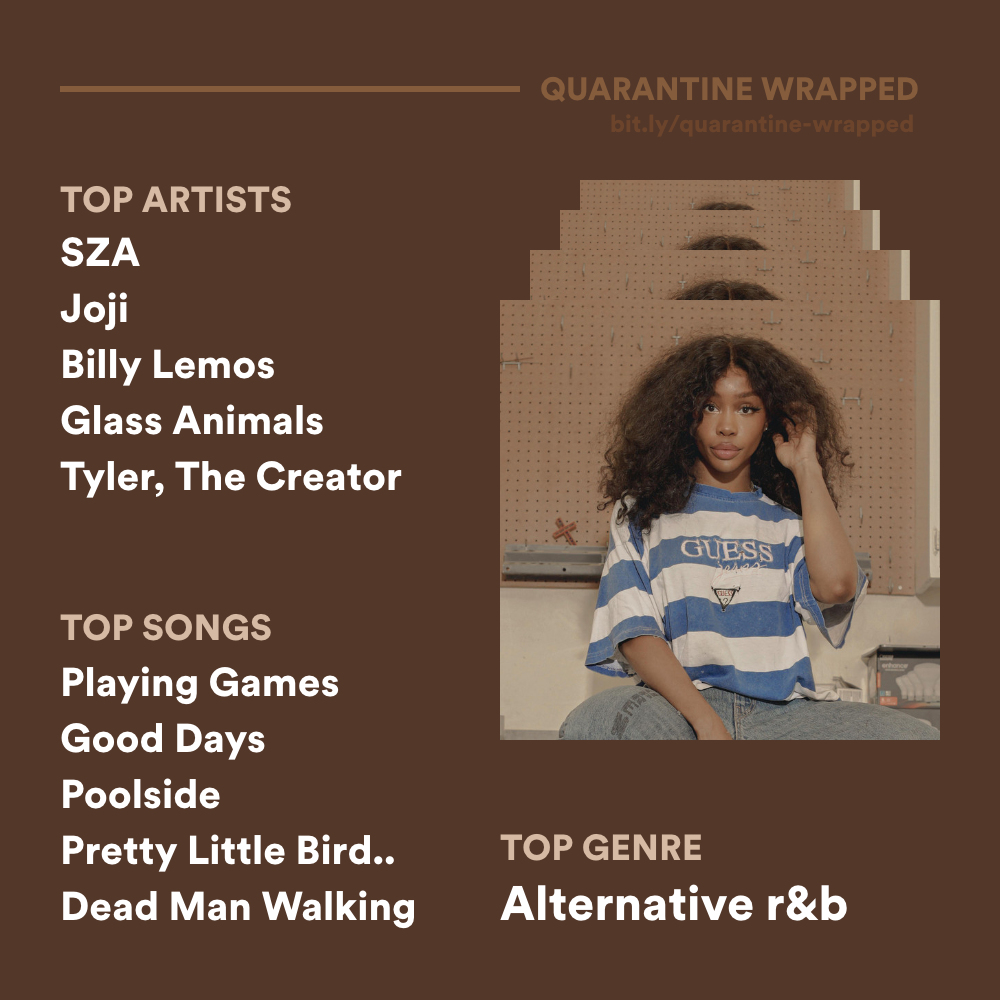 QUARANTINE WRAPPED
bit.ly/quarantine-wrapped
TOP ARTISTS
SZA
Joji
Billy Lemos
Glass Animals
Tyler, The Creator
TOP SONGS
Playing Games
Good Days
Poolside
Pretty Little Bird..
Dead Man Walking
GUESS
TOP GENRE
Alternative r&b